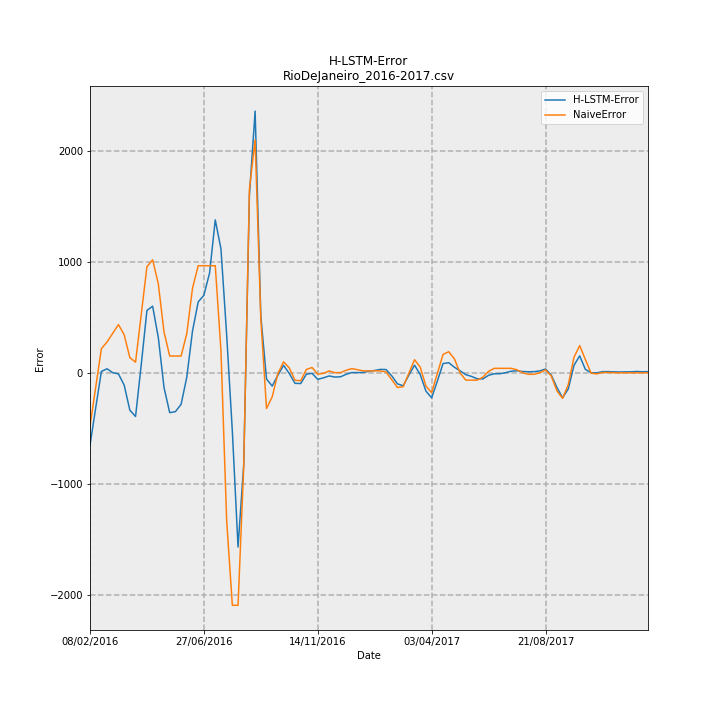 H-LSTM-Error
RioDeJaneiro_2016-2017.csv
H-LSTM-Error
NaiveError
Error
2000
1000
0
−1000
−2000
08/02/2016
27/06/2016
14/11/2016
03/04/2017
21/08/2017
Date